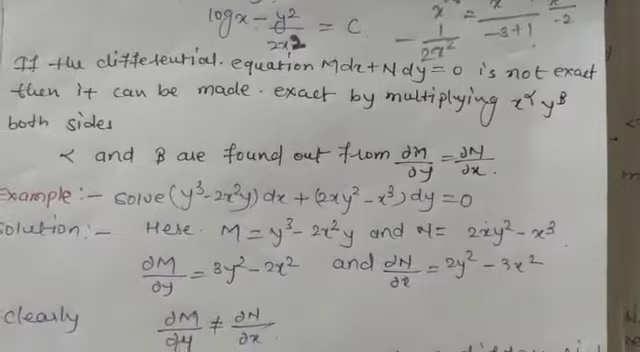 log x - y²/2x² = C.
- 1/2x² = x/-3+1 -2
If the differential equation Mdx+Ndy=0 is not exact
then it can be made exact by multiplying x^α y^β
both sides
α and β are found out from ∂M/∂y = ∂N/∂x.
Example:- solve (y³-2x²y)dx + (2xy²-x³)dy=0
Solution:- Here M=y³-2x²y and N= 2xy²-x³
∂M/∂y = 3y²-2x² and ∂N/∂x = 2y²-3x²
clearly ∂M/∂y ≠ ∂N/∂x.